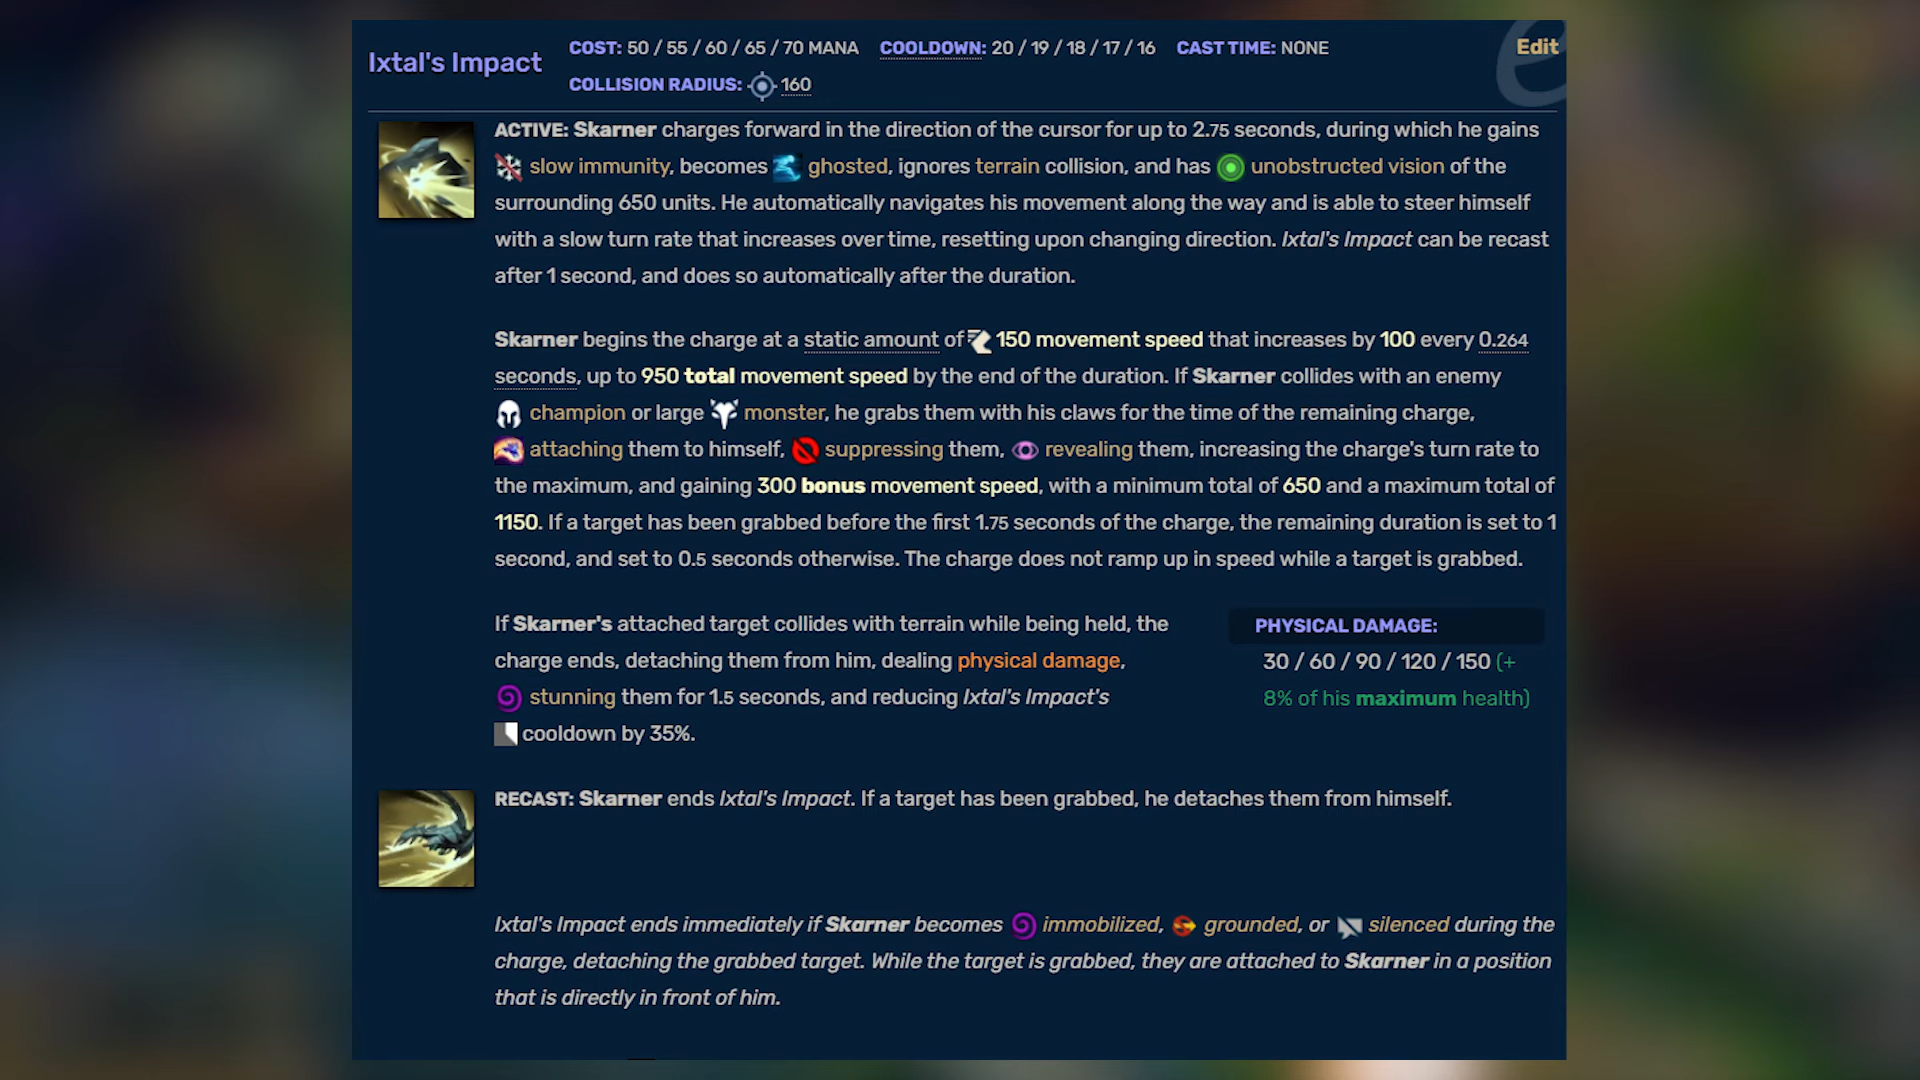 Ixtal's Impact
COST: 50 / 55 / 60 / 65 / 70 MANA COOLDOWN: 20 / 19 / 18 / 17 / 16 CAST TIME: NONE
Edit
COLLISION RADIUS: 160
ACTIVE: Skarner charges forward in the direction of the cursor for up to 2.75 seconds, during which he gains
slow immunity, becomes ghosted, ignores terrain collision, and has unobstructed vision of the
surrounding 650 units. He automatically navigates his movement along the way and is able to steer himself
with a slow turn rate that increases over time, resetting upon changing direction. Ixtal's Impact can be recast
after 1 second, and does so automatically after the duration.
Skarner begins the charge at a static amount of 150 movement speed that increases by 100 every 0.264
seconds, up to 950 total movement speed by the end of the duration. If Skarner collides with an enemy
champion or large monster, he grabs them with his claws for the time of the remaining charge,
attaching them to himself, suppressing them, revealing them, increasing the charge's turn rate to
the maximum, and gaining 300 bonus movement speed, with a minimum total of 650 and a maximum total of
1150. If a target has been grabbed before the first 1.75 seconds of the charge, the remaining duration is set to 1
second, and set to 0.5 seconds otherwise. The charge does not ramp up in speed while a target is grabbed.
If Skarner's attached target collides with terrain while being held, the
charge ends, detaching them from him, dealing physical damage,
stunning them for 1.5 seconds, and reducing Ixtal's Impact's
cooldown by 35%.
PHYSICAL DAMAGE:
30 / 60 / 90 / 120 / 150 (+
8% of his maximum health)
RECAST: Skarner ends Ixtal's Impact. If a target has been grabbed, he detaches them from himself.
Ixtal's Impact ends immediately if Skarner becomes immobilized, grounded, or silenced during the
charge, detaching the grabbed target. While the target is grabbed, they are attached to Skarner in a position
that is directly in front of him.